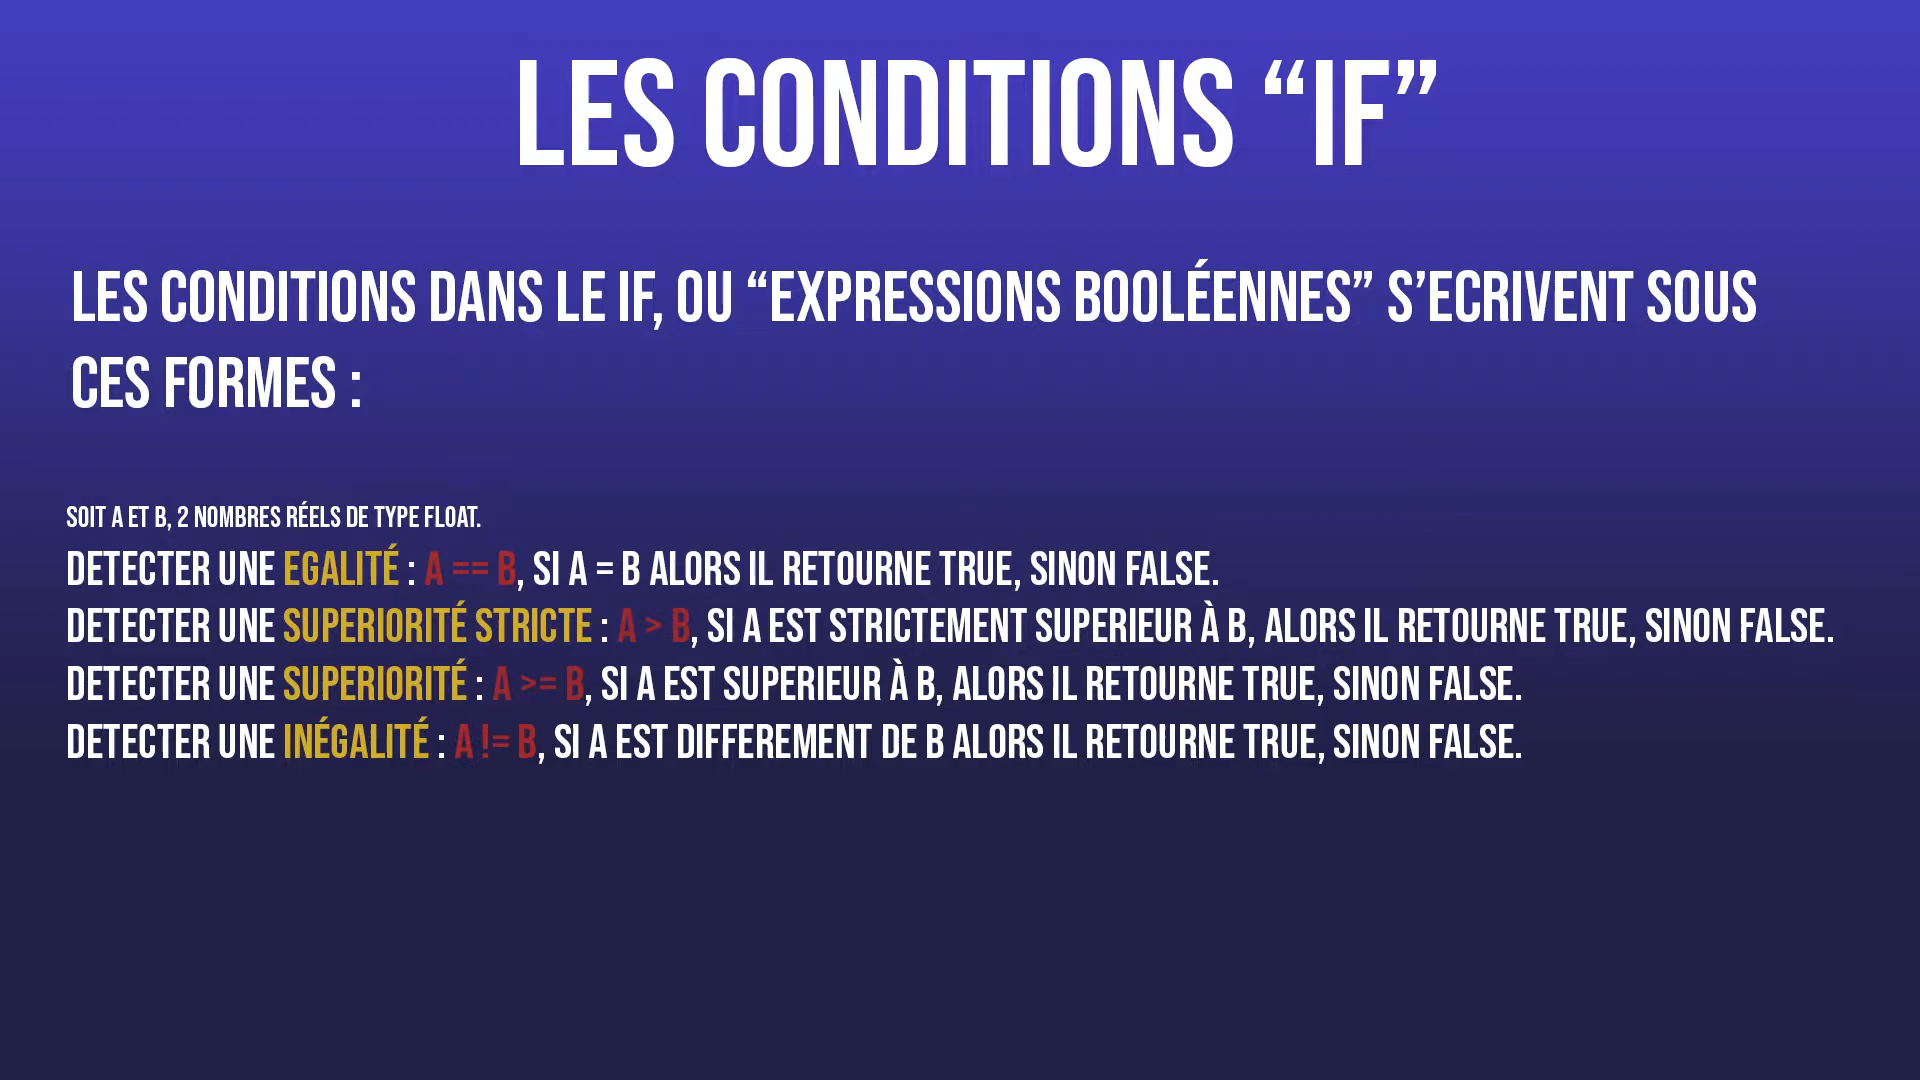 LES CONDITIONS “IF”
LES CONDITIONS DANS LE IF, OU “EXPRESSIONS BOOLÉENNES” S’ECRIVENT SOUS
CES FORMES :
SOIT A ET B, 2 NOMBRES RÉELS DE TYPE FLOAT.
DETECTER UNE EGALITÉ : A == B, SI A = B ALORS IL RETOURNE TRUE, SINON FALSE.
DETECTER UNE SUPERIORITÉ STRICTE : A > B, SI A EST STRICTEMENT SUPERIEUR À B, ALORS IL RETOURNE TRUE, SINON FALSE.
DETECTER UNE SUPERIORITÉ : A >= B, SI A EST SUPERIEUR À B, ALORS IL RETOURNE TRUE, SINON FALSE.
DETECTER UNE INÉGALITÉ : A != B, SI A EST DIFFEREMENT DE B ALORS IL RETOURNE TRUE, SINON FALSE.